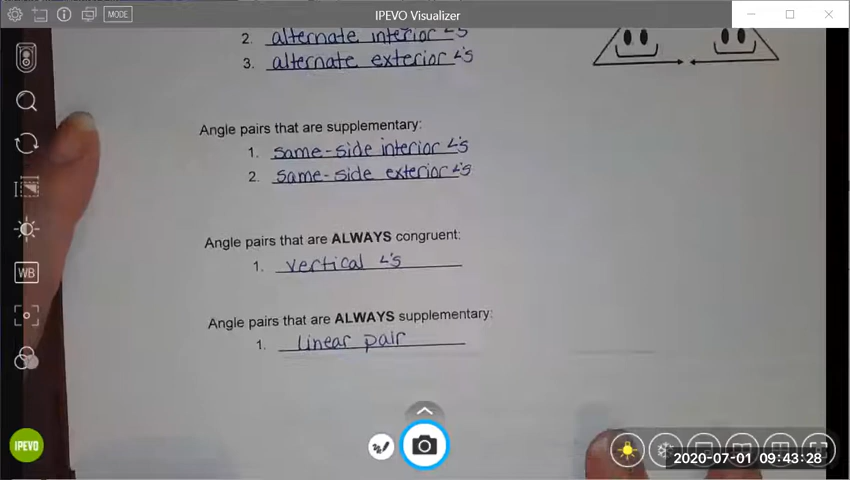 IPEVO Visualizer
MODE
2. alternate interior ∠'s
3. alternate exterior ∠'s
Angle pairs that are supplementary:
1. same-side interior ∠'s
2. same-side exterior ∠'s
Angle pairs that are ALWAYS congruent:
1. vertical ∠'s
WB
Angle pairs that are ALWAYS supplementary:
1. linear pair
iPEVO
2020-07-01 09:43:28